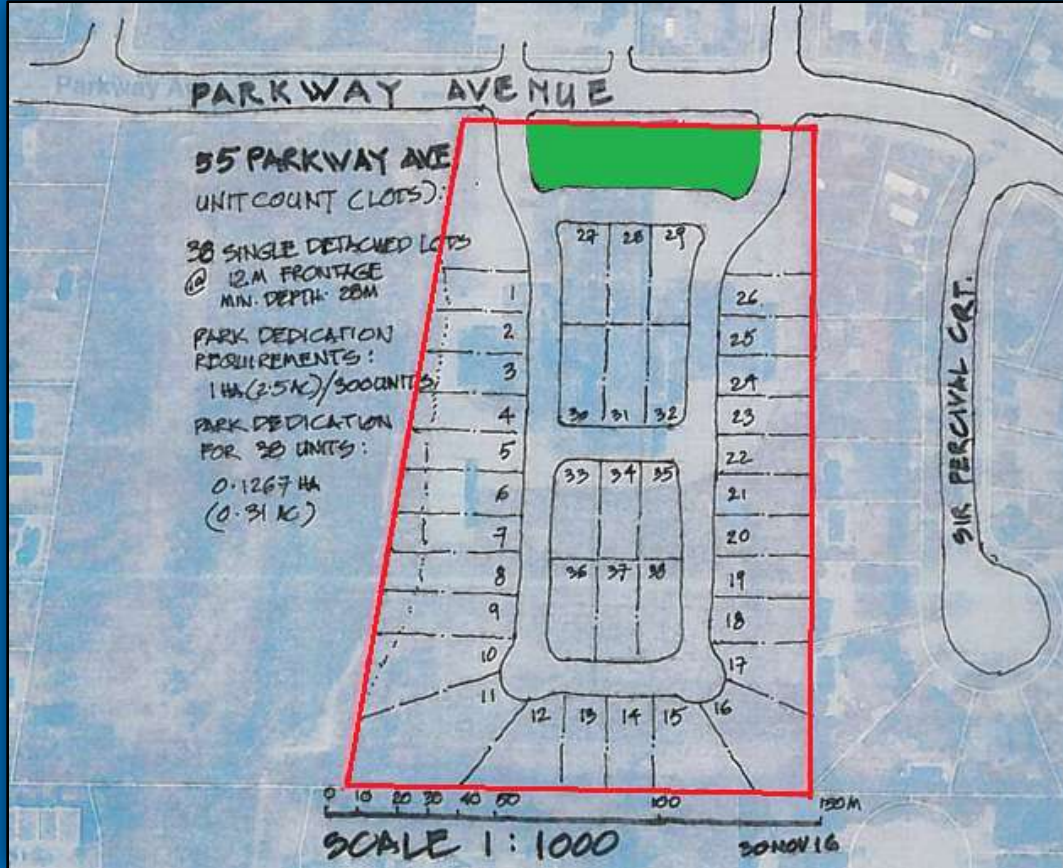 Parkway Av
PARKWAY AVENUE
55 PARKWAY AVE
UNIT COUNT (LOTS):
38 SINGLE DETACHED LOTS
@ 12M FRONTAGE
MIN. DEPTH: 28M
PARK DEDICATION
REQUIREMENTS:
1 HA (2.5 AC)/300 UNITS
PARK DEDICATION
FOR 38 UNITS:
0.1267 HA
(0.31 AC)
27 28 29
1
2
3
4
5
6
7
8
9
10
11
12 13 14 15 16
17
18
19
20
21
22
23
24
25
26
30 31 32
33 34 35
36 37 38
SIR PERCIVAL CRT.
0 10 20 30 40 50 100 150M
SCALE 1:1000
30 NOV 16